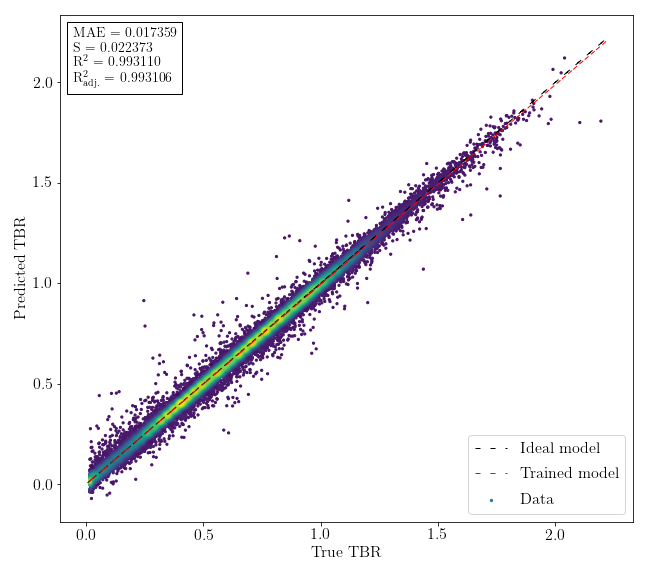 MAE = 0.017359
S = 0.022373
R² = 0.993110
R²adj. = 0.993106
2.0
1.5
1.0
0.5
0.0
Predicted TBR
Ideal model
Trained model
Data
0.0 0.5 1.0 1.5 2.0
True TBR